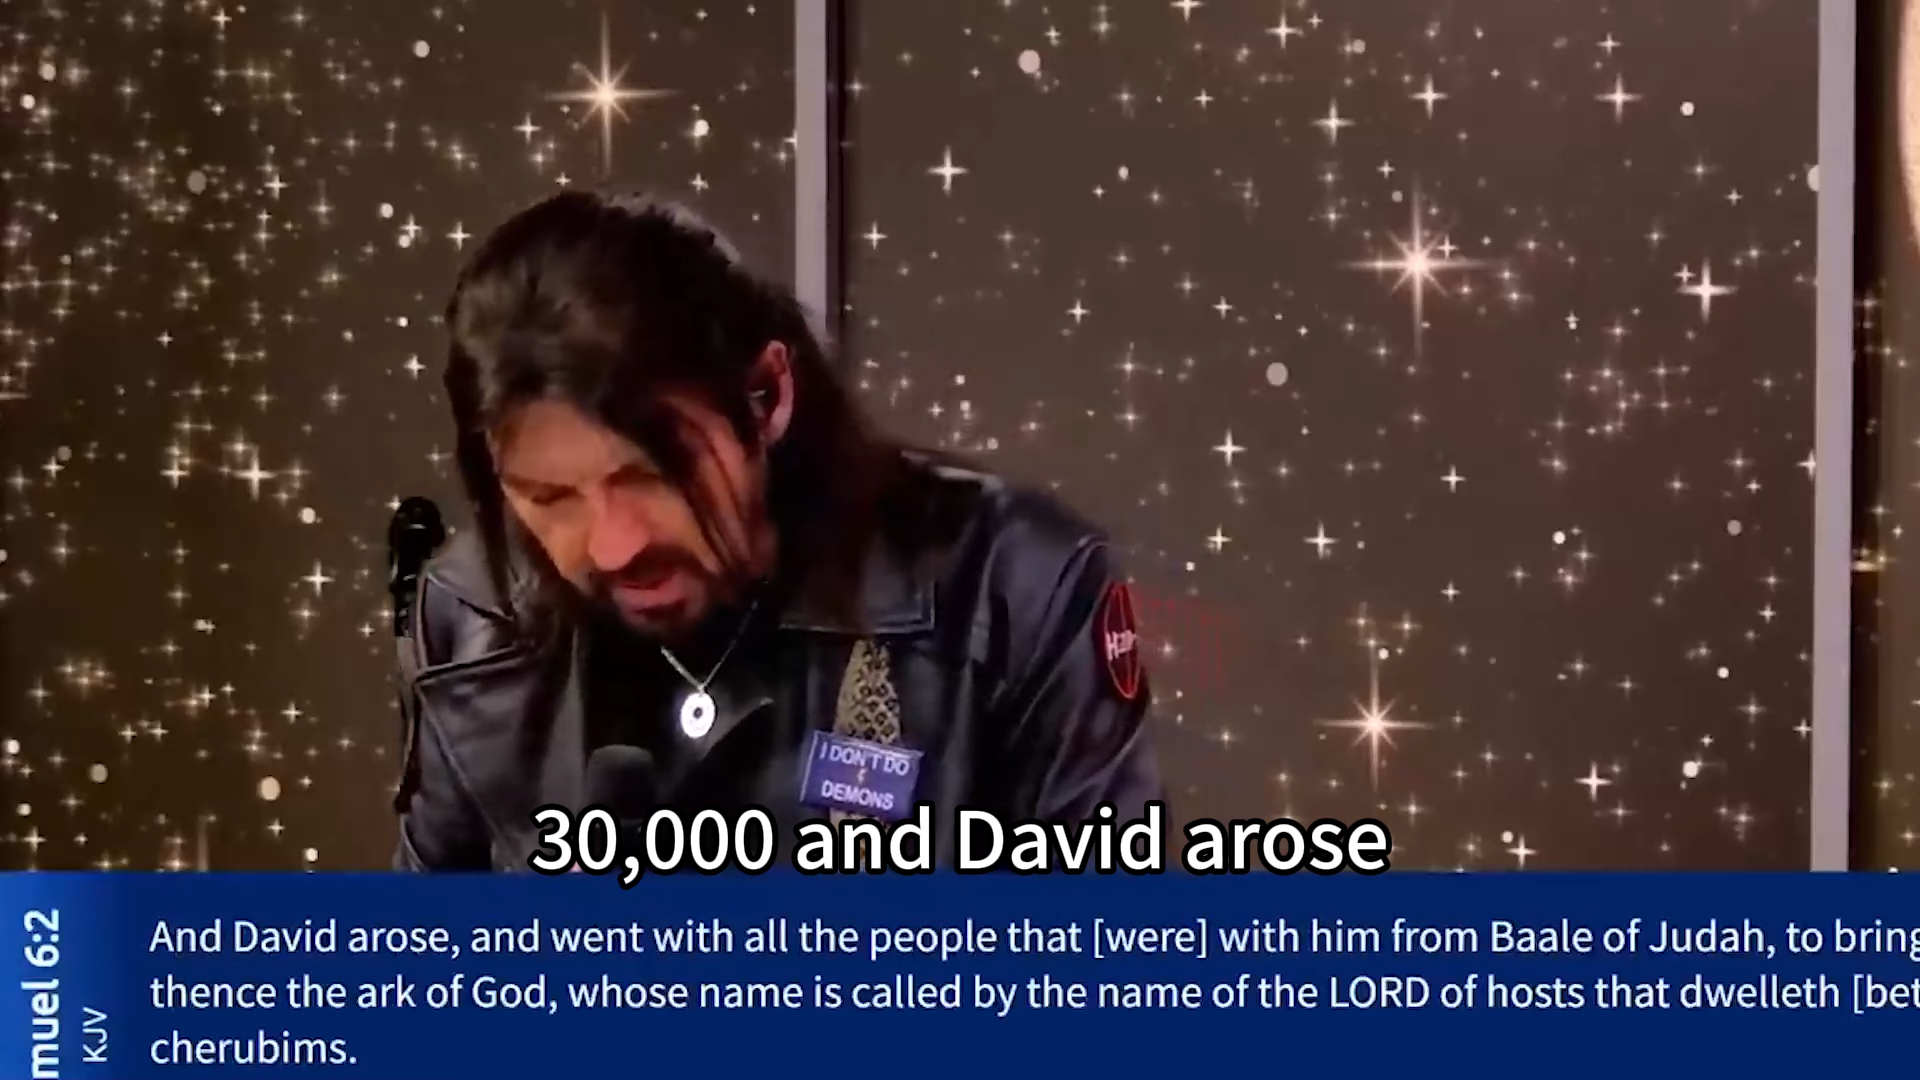 I DON'T DO
DEMONS
30,000 and David arose
muel 6:2
KJV
And David arose, and went with all the people that [were] with him from Baale of Judah, to bring
thence the ark of God, whose name is called by the name of the LORD of hosts that dwelleth [bet
cherubims.